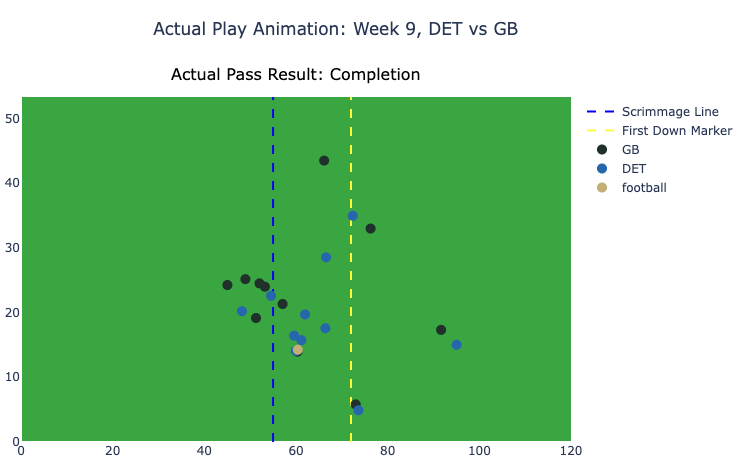 Actual Play Animation: Week 9, DET vs GB
Actual Pass Result: Completion
Scrimmage Line
First Down Marker
GB
DET
football
50
40
30
20
10
0
0 20 40 60 80 100 120